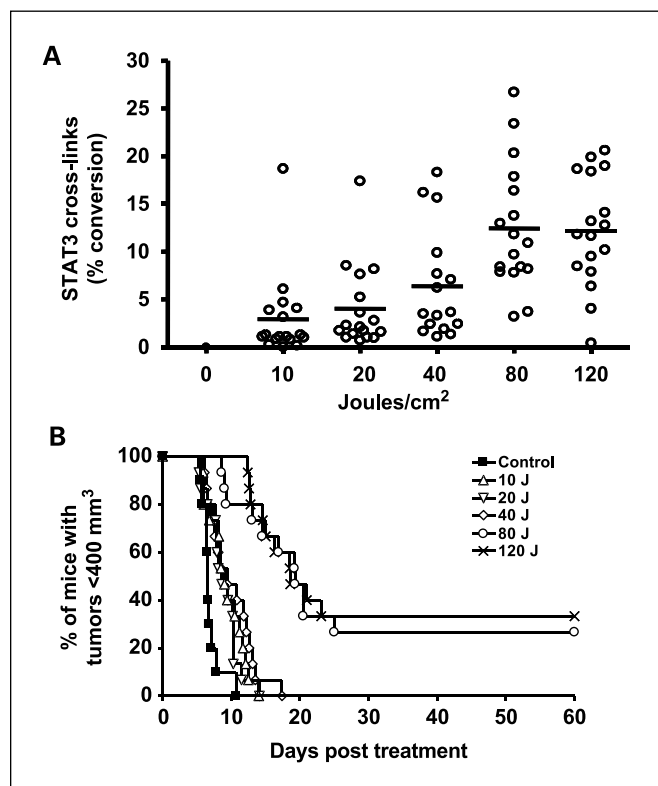 A
STAT3 cross-links
(% conversion)
30
25
20
15
10
5
0
0 10 20 40 80 120
Joules/cm²
B
% of mice with
tumors <400 mm³
100
80
60
40
20
0
Control
10 J
20 J
40 J
80 J
120 J
0 10 20 30 40 50 60
Days post treatment